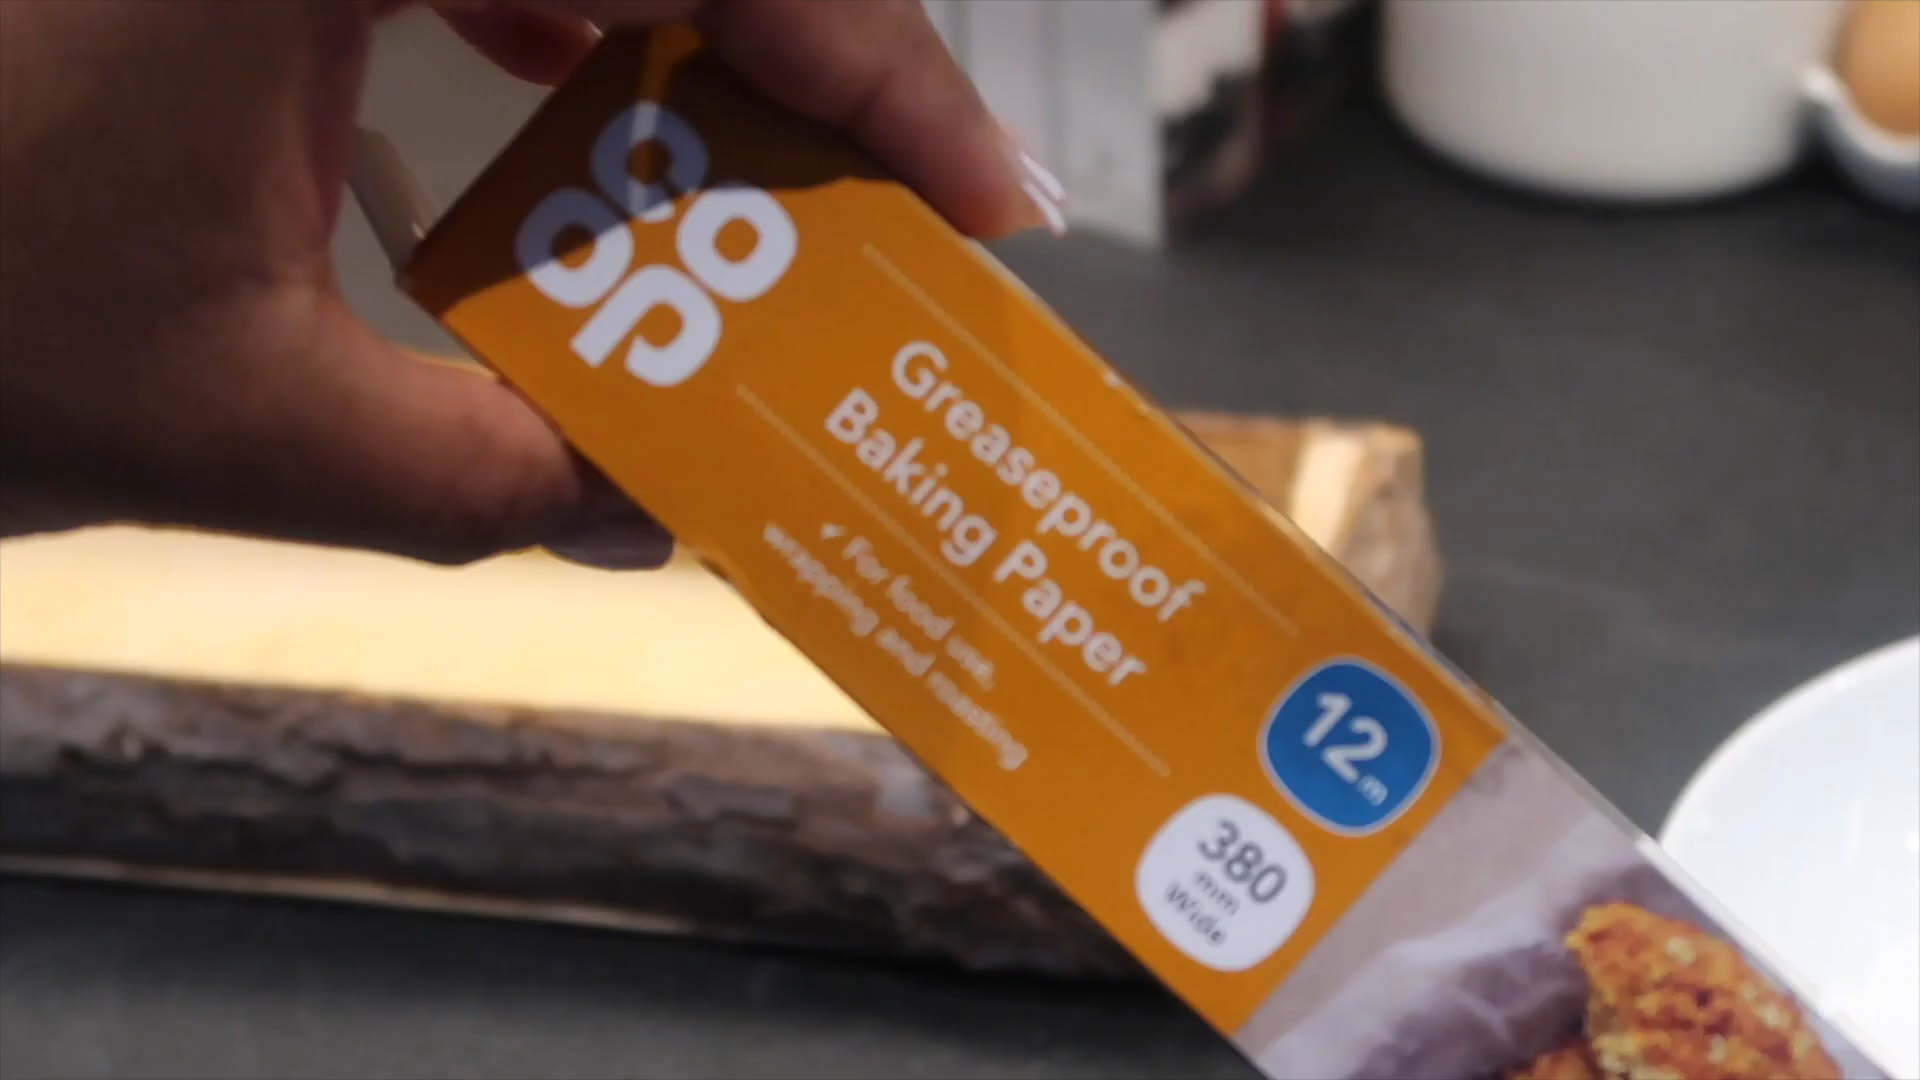 co
op
Greaseproof
Baking Paper
✓ For food use,
wrapping and roasting
12m
380
mm
Wide